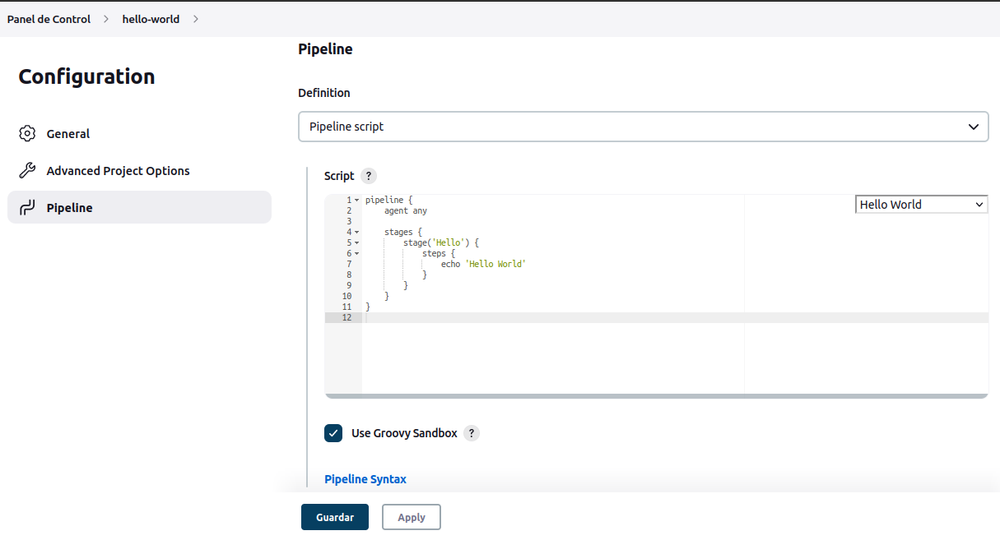 Panel de Control > hello-world >
Configuration
General
Advanced Project Options
Pipeline
Pipeline
Definition
Pipeline script
Script ?
Hello World
1 pipeline {
2     agent any
3
4     stages {
5         stage('Hello') {
6             steps {
7                 echo 'Hello World'
8             }
9         }
10     }
11 }
12
Use Groovy Sandbox ?
Pipeline Syntax
Guardar Apply